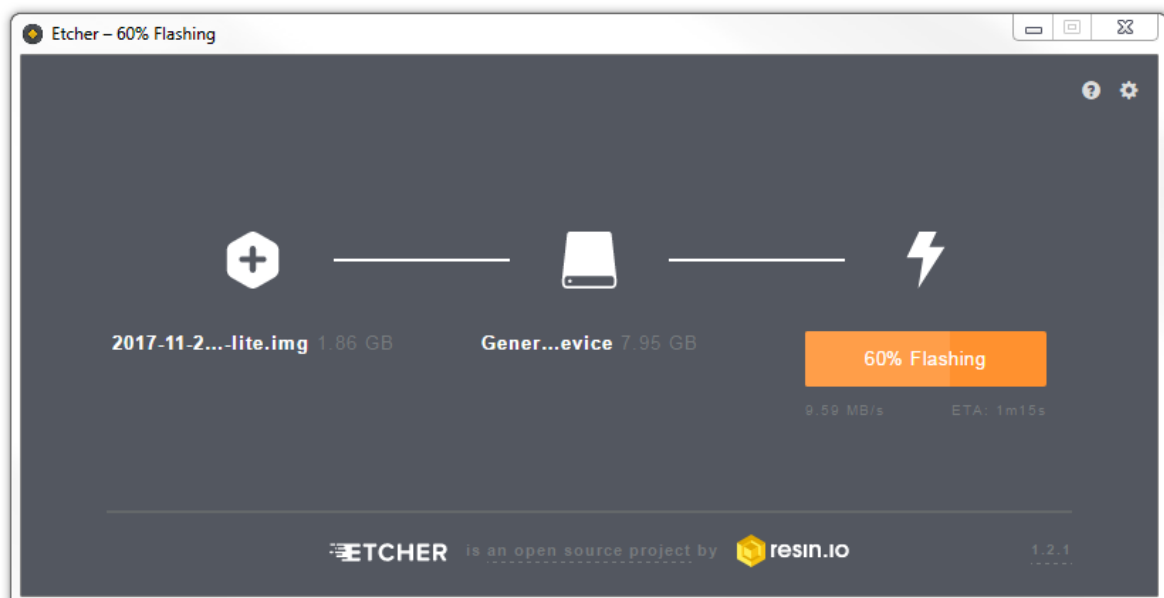 Etcher – 60% Flashing
2017-11-2...-lite.img 1.86 GB
Gener...evice 7.95 GB
60% Flashing
9.59 MB/s ETA: 1m15s
ETCHER is an open source project by resin.io 1.2.1